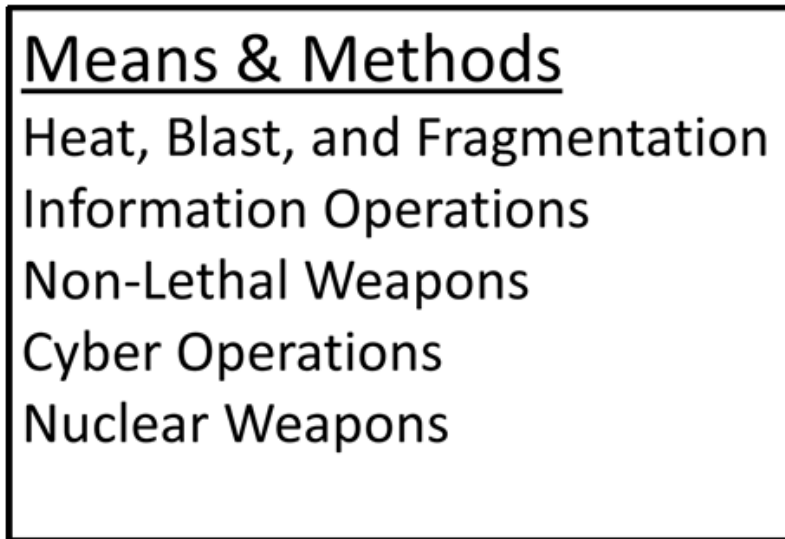 Means & Methods
Heat, Blast, and Fragmentation
Information Operations
Non-Lethal Weapons
Cyber Operations
Nuclear Weapons